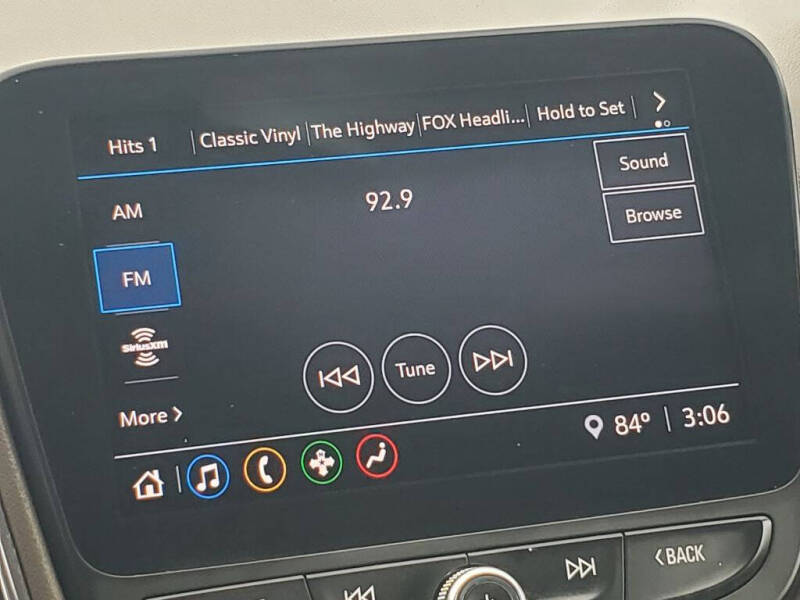 Hits 1 Classic Vinyl The Highway FOX Headli... Hold to Set
Sound
AM 92.9
Browse
FM
SiriusXM
Tune
More
84° 3:06
BACK